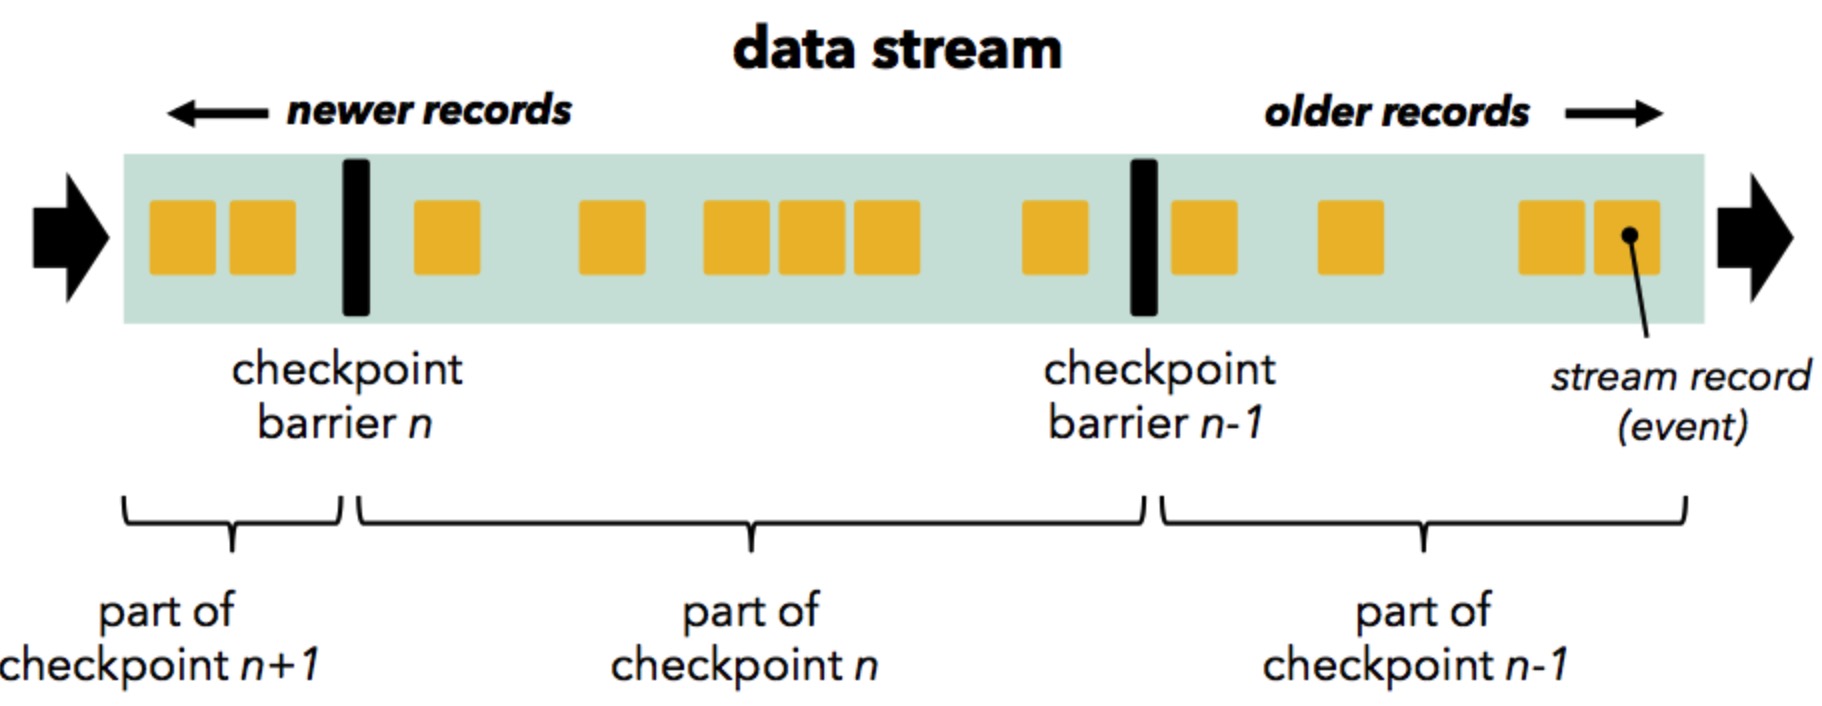 data stream
newer records
older records
checkpoint
barrier n
checkpoint
barrier n-1
stream record
(event)
part of
checkpoint n+1
part of
checkpoint n
part of
checkpoint n-1